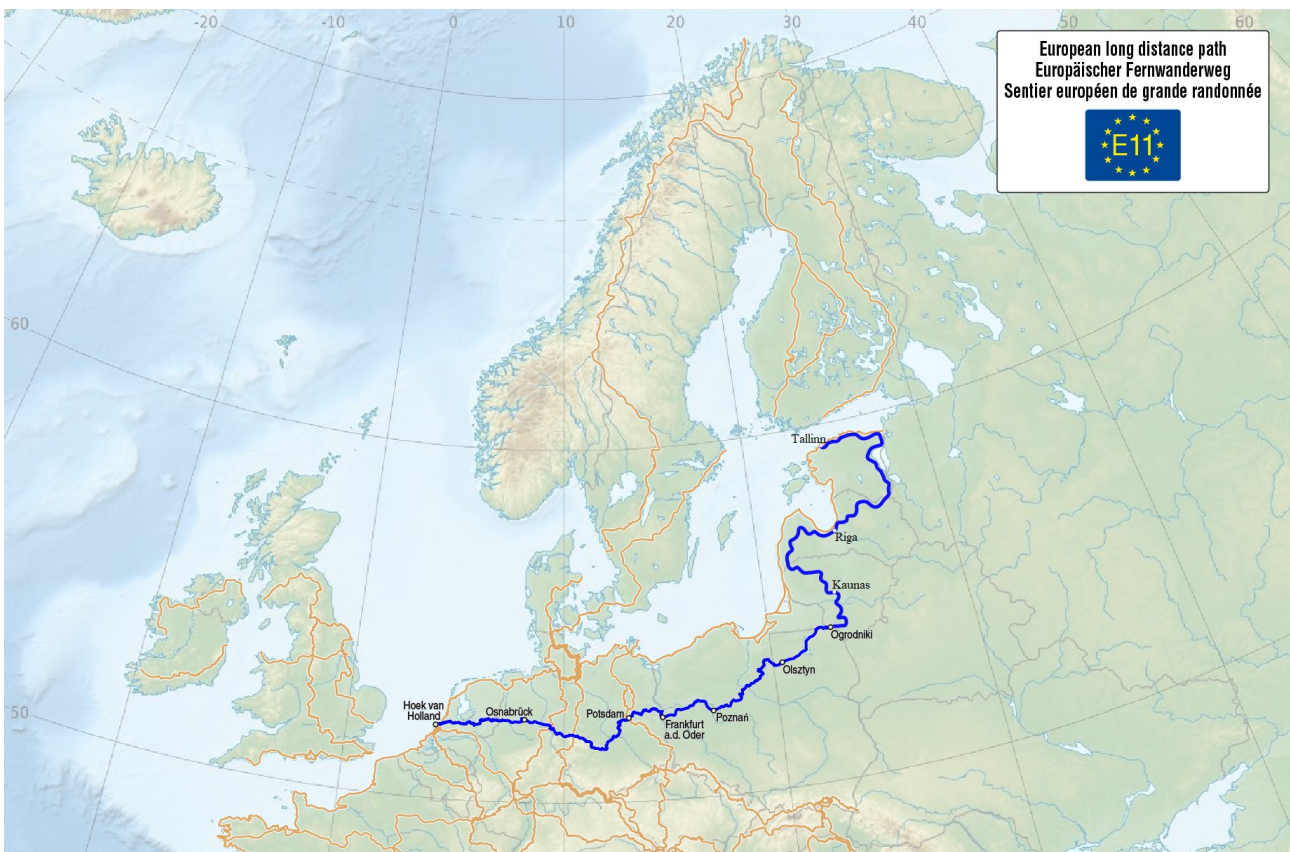 -20
-10
0
10
20
30
40
50
60
European long distance path
Europäischer Fernwanderweg
Sentier européen de grande randonnée
E11
60
Tallinn
Riga
Kaunas
Ogrodniki
Olsztyn
50
Hoek van
Holland
Osnabrück
Potsdam
Frankfurt
a.d. Oder
Poznań